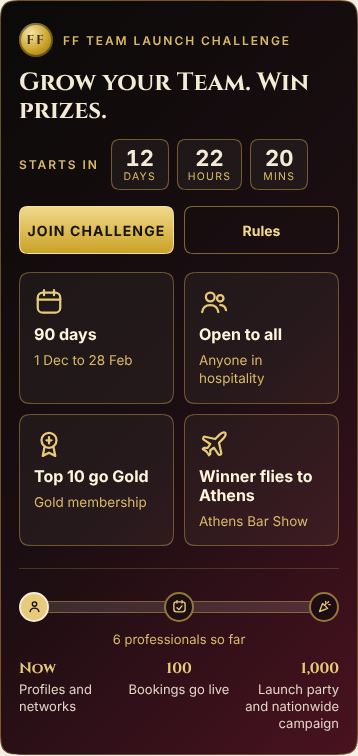 FF
FF TEAM LAUNCH CHALLENGE
GROW YOUR TEAM. WIN
PRIZES.
STARTS IN
12
DAYS
22
HOURS
20
MINS
JOIN CHALLENGE
Rules
90 days
1 Dec to 28 Feb
Open to all
Anyone in
hospitality
Top 10 go Gold
Gold membership
Winner flies to
Athens
Athens Bar Show
6 professionals so far
NOW
Profiles and
networks
100
Bookings go live
1,000
Launch party
and nationwide
campaign